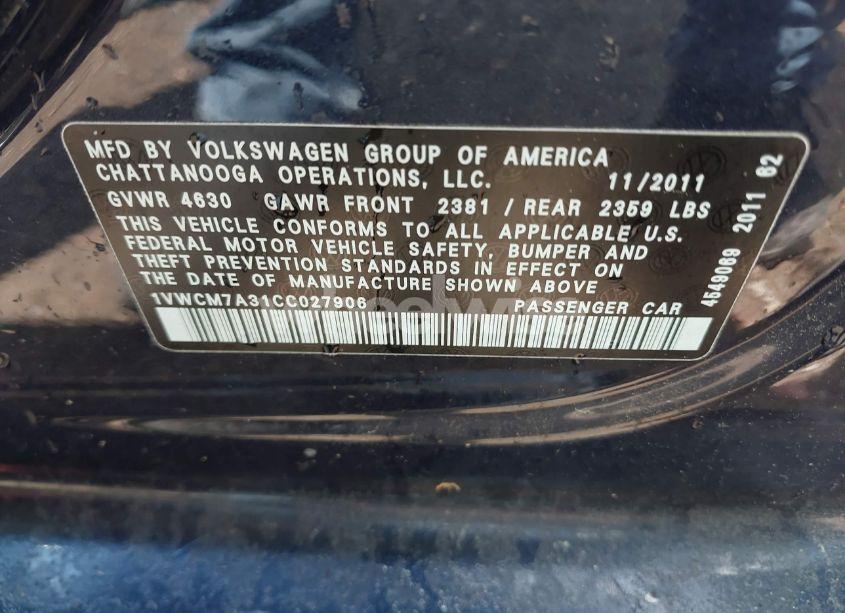 MFD BY VOLKSWAGEN GROUP OF AMERICA
CHATTANOOGA OPERATIONS, LLC. 11/2011
GVWR 4630 GAWR FRONT 2381 / REAR 2359 LBS
THIS VEHICLE CONFORMS TO ALL APPLICABLE U.S.
FEDERAL MOTOR VEHICLE SAFETY, BUMPER AND
THEFT PREVENTION STANDARDS IN EFFECT ON
THE DATE OF MANUFACTURE SHOWN ABOVE
1VWCM7A31CC027906 PASSENGER CAR
4549069 2011 62